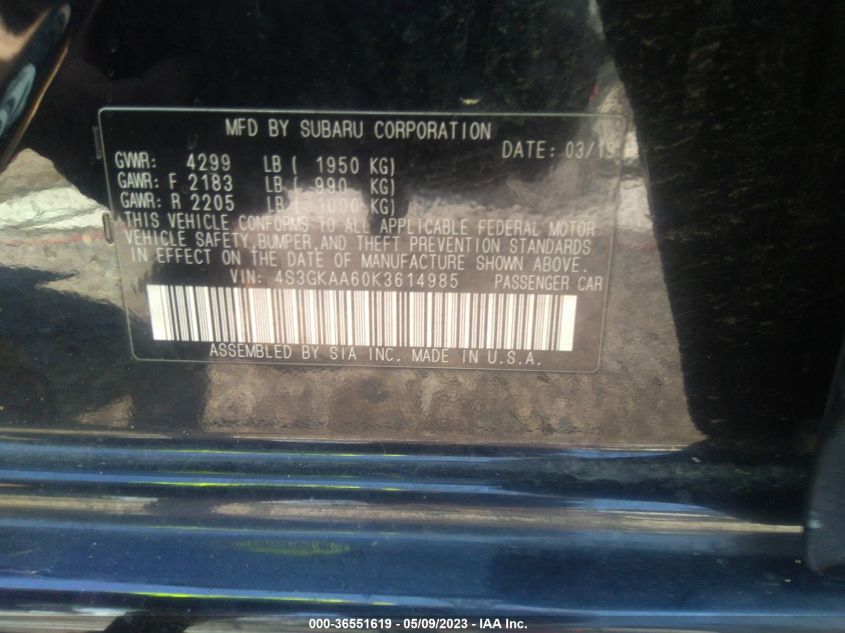 MFD BY SUBARU CORPORATION
GVWR: 4299 LB ( 1950 KG) DATE: 03/19
GAWR: F 2183 LB ( 990 KG)
GAWR: R 2205 LB ( 1000 KG)
THIS VEHICLE CONFORMS TO ALL APPLICABLE FEDERAL MOTOR
VEHICLE SAFETY, BUMPER, AND THEFT PREVENTION STANDARDS
IN EFFECT ON THE DATE OF MANUFACTURE SHOWN ABOVE.
VIN: 4S3GKAA60K3614985 PASSENGER CAR
ASSEMBLED BY SIA INC. MADE IN U.S.A.
000-36551619 - 05/09/2023 - IAA Inc.